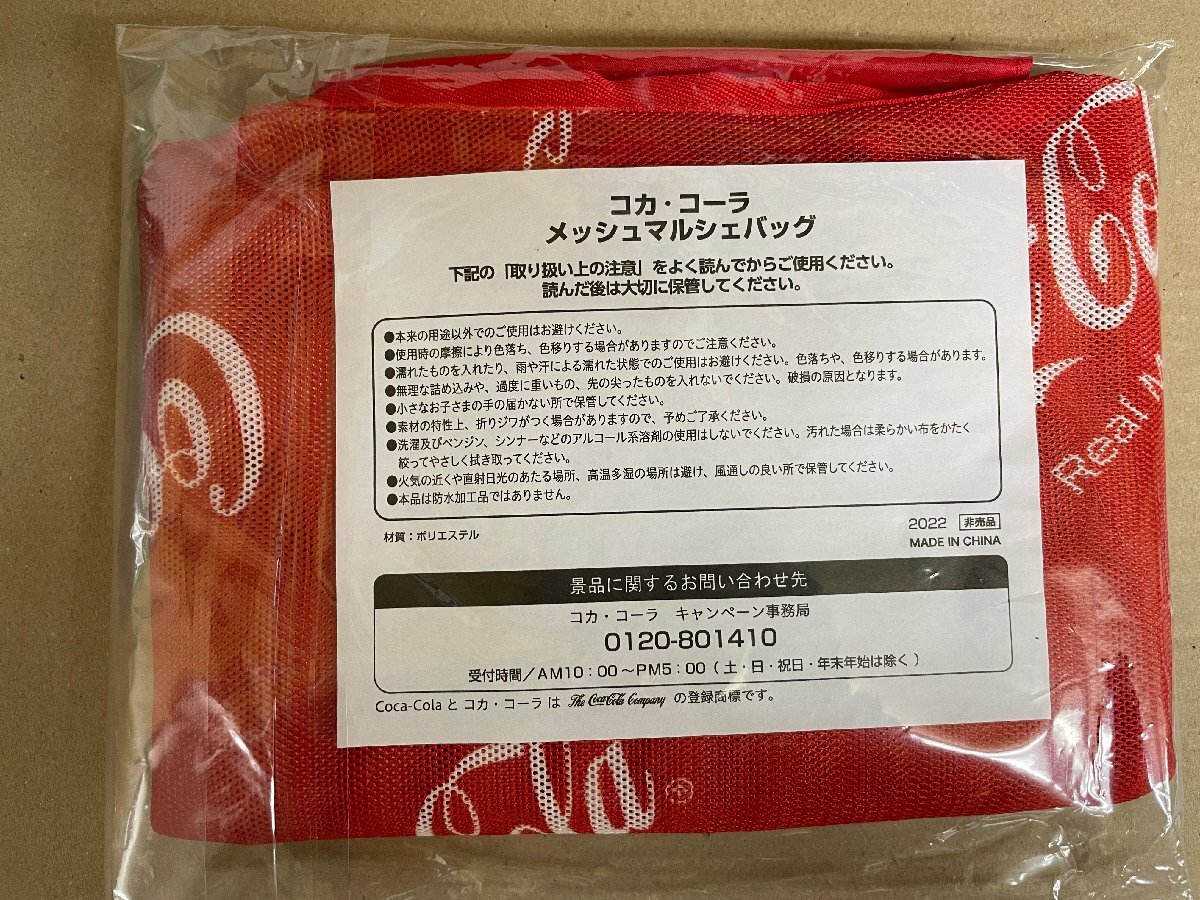 コカ・コーラ
メッシュマルシェバッグ
下記の「取り扱い上の注意」をよく読んでからご使用ください。
読んだ後は大切に保管してください。
●本来の用途以外でのご使用はお避けください。
●使用時の摩擦により色落ち、色移りする場合がありますのでご注意ください。
●濡れたものを入れたり、雨や汗による濡れた状態でのご使用はお避けください。色落ちや、色移りする場合があります。
●無理な詰め込みや、過度に重いもの、先の尖ったものを入れないでください。破損の原因となります。
●小さなお子さまの手の届かない所で保管してください。
●素材の特性上、折りジワがつく場合がありますので、予めご了承ください。
●洗濯及びベンジン、シンナーなどのアルコール系溶剤の使用はしないでください。汚れた場合は柔らかい布をかたく
絞ってやさしく拭き取ってください。
●火気の近くや直射日光のあたる場所、高温多湿の場所は避け、風通しの良い所で保管してください。
●本品は防水加工品ではありません。
材質：ポリエステル
2022 非売品
MADE IN CHINA
景品に関するお問い合わせ先
コカ・コーラ キャンペーン事務局
0120-801410
受付時間／AM10：00～PM5：00（土・日・祝日・年末年始は除く）
Coca-Cola と コカ・コーラ は The Coca-Cola Company の登録商標です。
Real
®